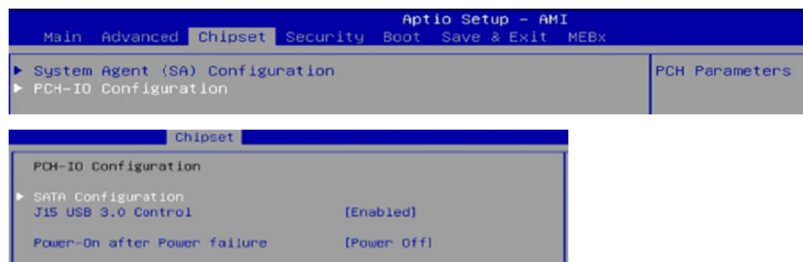 Aptio Setup – AMI
Main Advanced Chipset Security Boot Save & Exit MEBx
System Agent (SA) Configuration
PCH Parameters
PCH-IO Configuration
Chipset
PCH-IO Configuration
SATA Configuration
J15 USB 3.0 Control [Enabled]
Power-On after Power failure [Power Off]